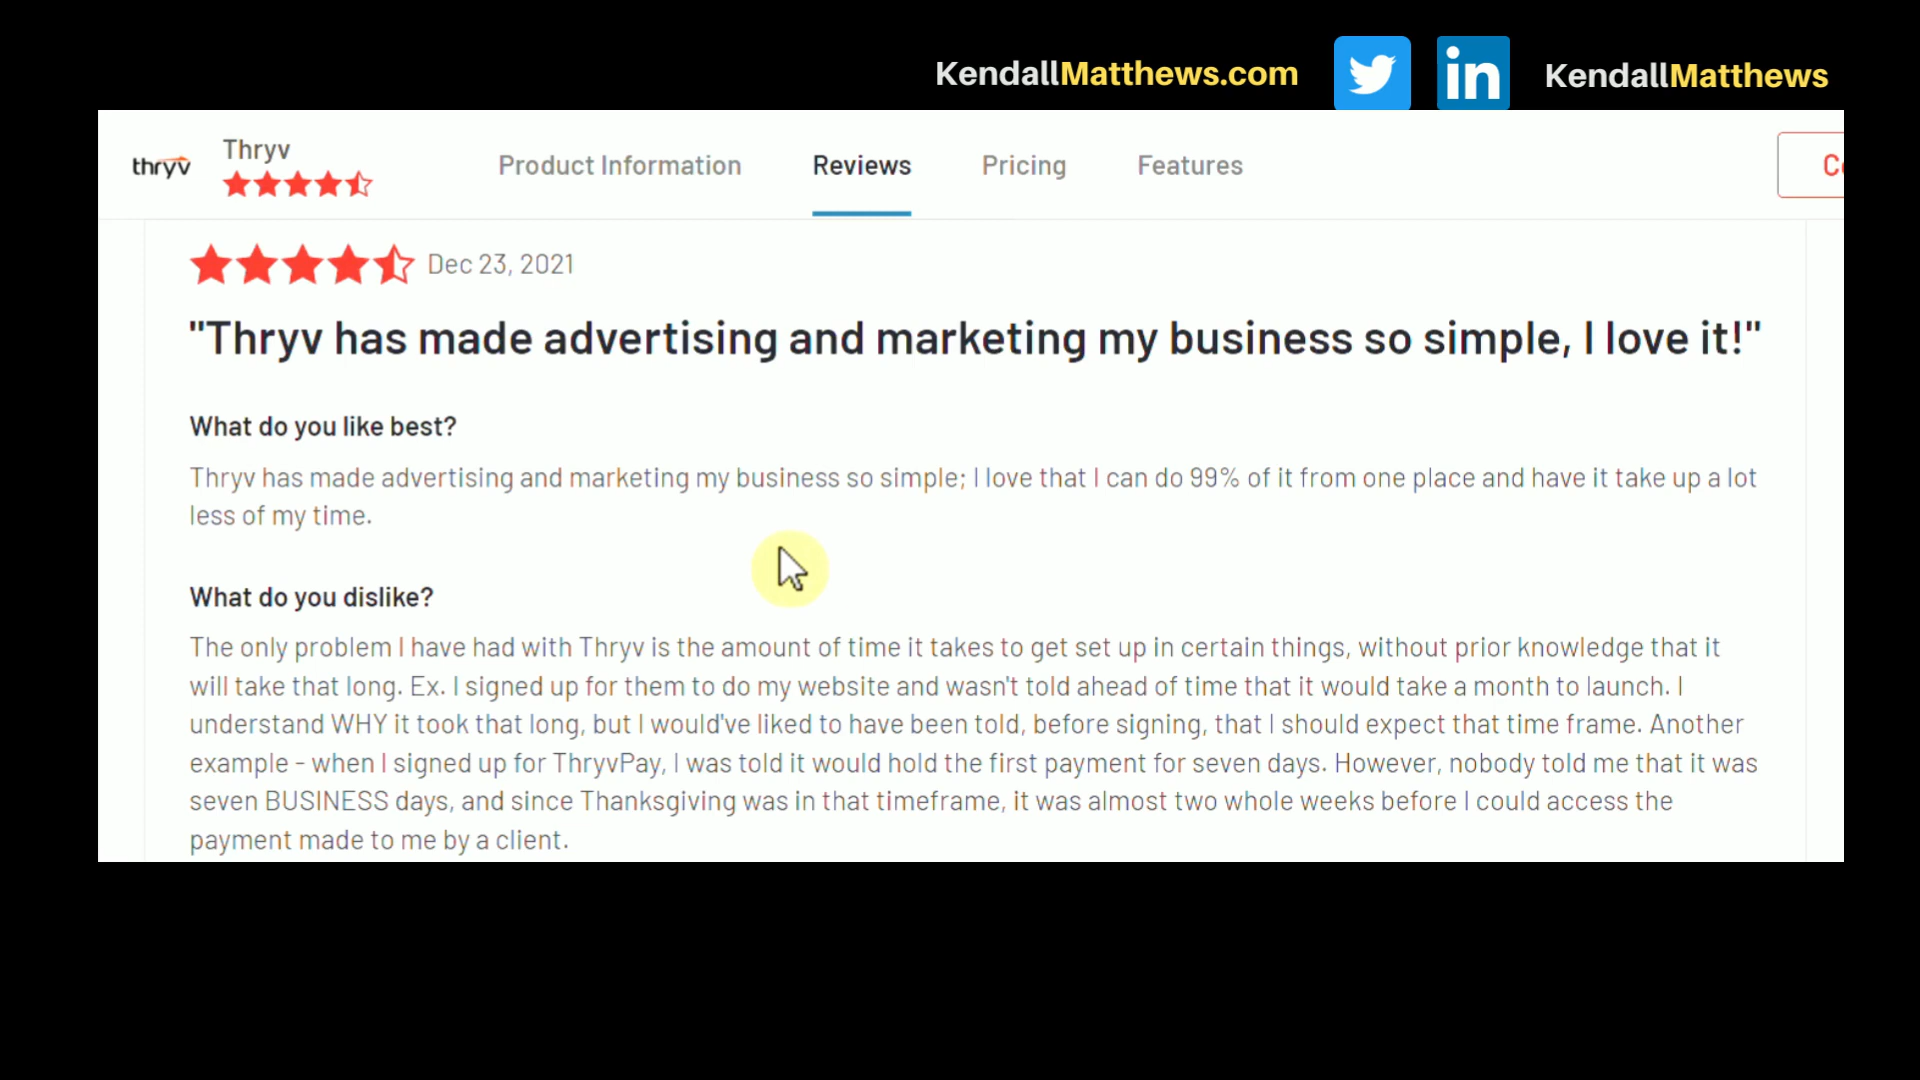 KendallMatthews.com
in
KendallMatthews
thryv
Thryv
Product Information
Reviews
Pricing
Features
Dec 23, 2021
"Thryv has made advertising and marketing my business so simple, I love it!"
What do you like best?
Thryv has made advertising and marketing my business so simple; I love that I can do 99% of it from one place and have it take up a lot
less of my time.
What do you dislike?
The only problem I have had with Thryv is the amount of time it takes to get set up in certain things, without prior knowledge that it
will take that long. Ex. I signed up for them to do my website and wasn't told ahead of time that it would take a month to launch. I
understand WHY it took that long, but I would've liked to have been told, before signing, that I should expect that time frame. Another
example - when I signed up for ThryvPay, I was told it would hold the first payment for seven days. However, nobody told me that it was
seven BUSINESS days, and since Thanksgiving was in that timeframe, it was almost two whole weeks before I could access the
payment made to me by a client.